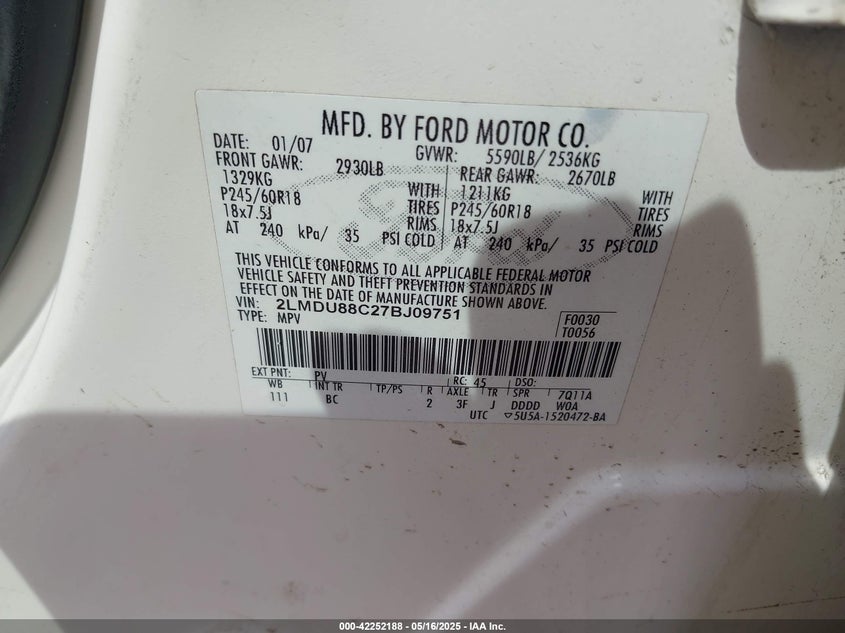 MFD. BY FORD MOTOR CO.
DATE: 01/07 GVWR: 5590LB/ 2536KG
FRONT GAWR: 2930LB REAR GAWR: 2670LB
1329KG WITH 1211KG WITH
P245/60R18 TIRES P245/60R18 TIRES
18x7.5J RIMS 18x7.5J RIMS
AT 240 kPa/ 35 PSI COLD AT 240 kPa/ 35 PSI COLD
THIS VEHICLE CONFORMS TO ALL APPLICABLE FEDERAL MOTOR
VEHICLE SAFETY AND THEFT PREVENTION STANDARDS IN
EFFECT ON THE DATE OF MANUFACTURE SHOWN ABOVE.
VIN: 2LMDU88C27BJ09751 F0030
TYPE: MPV T0056
EXT PNT: PV RC: 45 DSO:
WB INT TR TP/PS R AXLE TR SPR 7Q11A
111 BC 2 3F J DDDD W0A
UTC ▽5U5A-1520472-BA
Ford
000-42252188 - 05/16/2025 - IAA Inc.